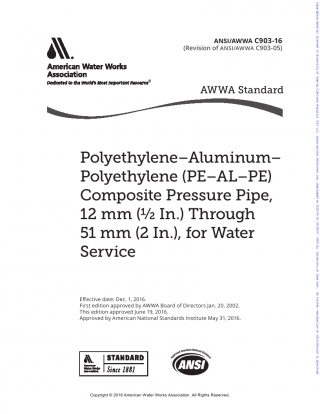 ANSI/AWWA C903-16
(Revision of ANSI/AWWA C903-05)
American Water Works
Association
Dedicated to the World's Most Important Resource®
AWWA Standard
Polyethylene–Aluminum–
Polyethylene (PE–AL–PE)
Composite Pressure Pipe,
12 mm (½ In.) Through
51 mm (2 In.), for Water
Service
Effective date: Dec. 1, 2016.
First edition approved by AWWA Board of Directors Jan. 20, 2002.
This edition approved June 19, 2016.
Approved by American National Standards Institute May 31, 2016.
American Water Works
Association
STANDARD
Since 1881
ANSI
Copyright © 2016 American Water Works Association. All Rights Reserved.